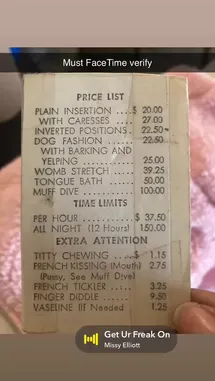 Must FaceTime verify
PRICE LIST
PLAIN INSERTION ....$ 20.00
WITH CARESSES .... 27.03
INVERTED POSITIONS. 22.50
DOG FASHION ........ 22.50
WITH BARKING AND
YELPING ............ 25.00
WOMB STRETCH ..... 39.25
TONGUE BATH ...... 50.00
MUFF DIVE .......... 100.00
TIME LIMITS
PER HOUR ..........$ 37.50
ALL NIGHT (12 Hours) 150.00
EXTRA ATTENTION
TITTY CHEWING ....$ 1.15
FRENCH KISSING (Mouth) 2.75
(Pussy, See Muff Dive)
FRENCH TICKLER ..... 3.25
FINGER DIDDLE ...... 9.50
VASELINE (If Needed 1.25
Get Ur Freak On
Missy Elliott